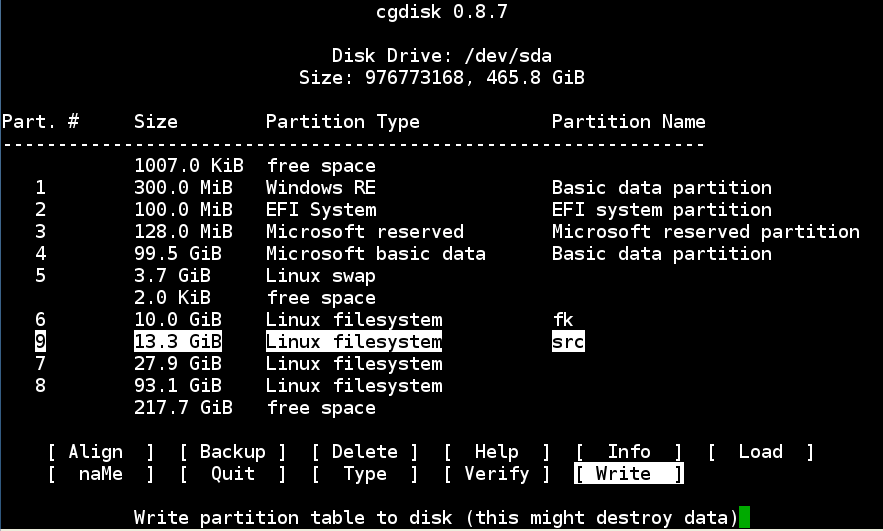 cgdisk 0.8.7
Disk Drive: /dev/sda
Size: 976773168, 465.8 GiB
Part. # Size Partition Type Partition Name
----------------------------------------------------------------
1007.0 KiB free space
1 300.0 MiB Windows RE Basic data partition
2 100.0 MiB EFI System EFI system partition
3 128.0 MiB Microsoft reserved Microsoft reserved partition
4 99.5 GiB Microsoft basic data Basic data partition
5 3.7 GiB Linux swap
2.0 KiB free space
6 10.0 GiB Linux filesystem fk
9 13.3 GiB Linux filesystem src
7 27.9 GiB Linux filesystem
8 93.1 GiB Linux filesystem
217.7 GiB free space
[ Align ] [ Backup ] [ Delete ] [ Help ] [ Info ] [ Load ]
[ naMe ] [ Quit ] [ Type ] [ Verify ] [ Write ]
Write partition table to disk (this might destroy data)